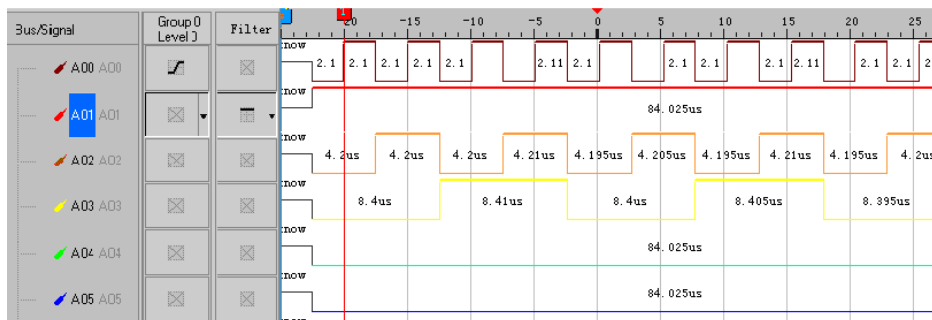 Bus/Signal Group 0 Level 0 Filter
-20 -15 -10 -5 0 5 10 15 20 25
A00 A00 now 2.1 2.1 2.1 2.1 2.1 2.11 2.1 2.1 2.1 2.1 2.11 2.1 2.1 2
A01 A01 now 84.025us
A02 A02 now 4.2us 4.2us 4.2us 4.21us 4.195us 4.205us 4.195us 4.21us 4.195us 4.2us
A03 A03 now 8.4us 8.41us 8.4us 8.405us 8.395us
A04 A04 now 84.025us
A05 A05 now 84.025us